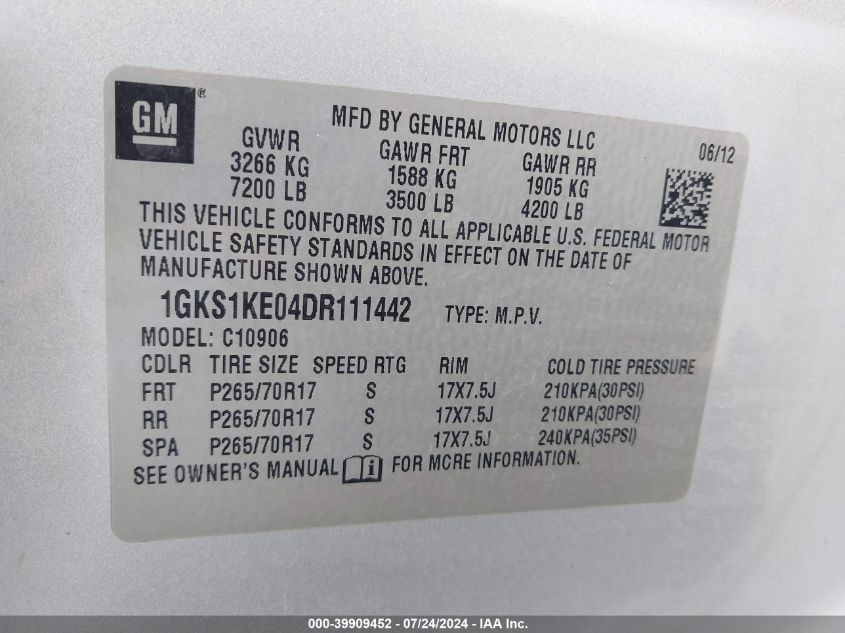 GM®
MFD BY GENERAL MOTORS LLC
06/12
GVWR GAWR FRT GAWR RR
3266 KG 1588 KG 1905 KG
7200 LB 3500 LB 4200 LB
THIS VEHICLE CONFORMS TO ALL APPLICABLE U.S. FEDERAL MOTOR
VEHICLE SAFETY STANDARDS IN EFFECT ON THE DATE OF
MANUFACTURE SHOWN ABOVE.
1GKS1KE04DR111442 TYPE: M.P.V.
MODEL: C10906
CDLR TIRE SIZE SPEED RTG RIM COLD TIRE PRESSURE
FRT P265/70R17 S 17X7.5J 210KPA(30PSI)
RR P265/70R17 S 17X7.5J 210KPA(30PSI)
SPA P265/70R17 S 17X7.5J 240KPA(35PSI)
SEE OWNER'S MANUAL i FOR MORE INFORMATION.
000-39909452 - 07/24/2024 - IAA, Inc.